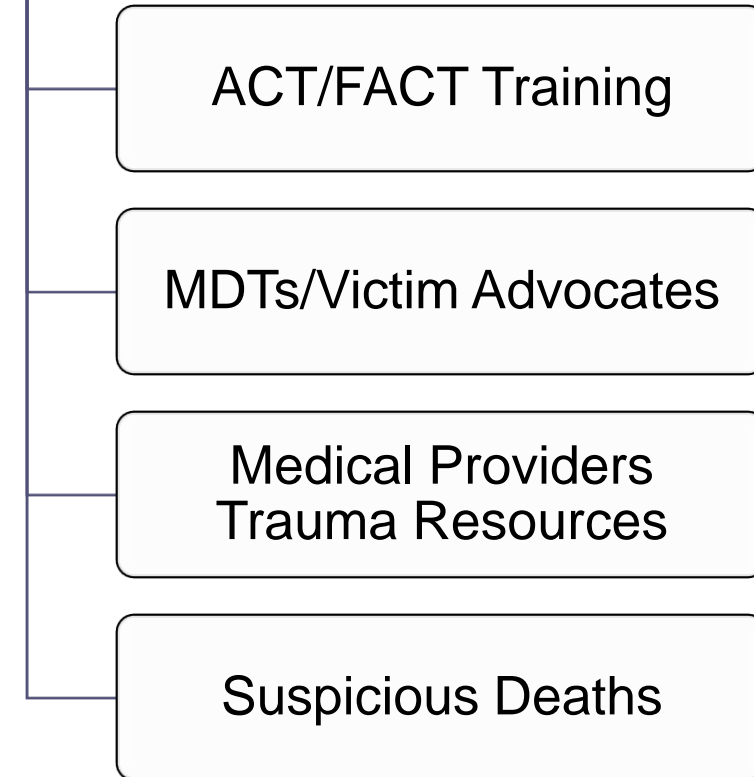 ACT/FACT Training
MDTs/Victim Advocates
Medical Providers
Trauma Resources
Suspicious Deaths